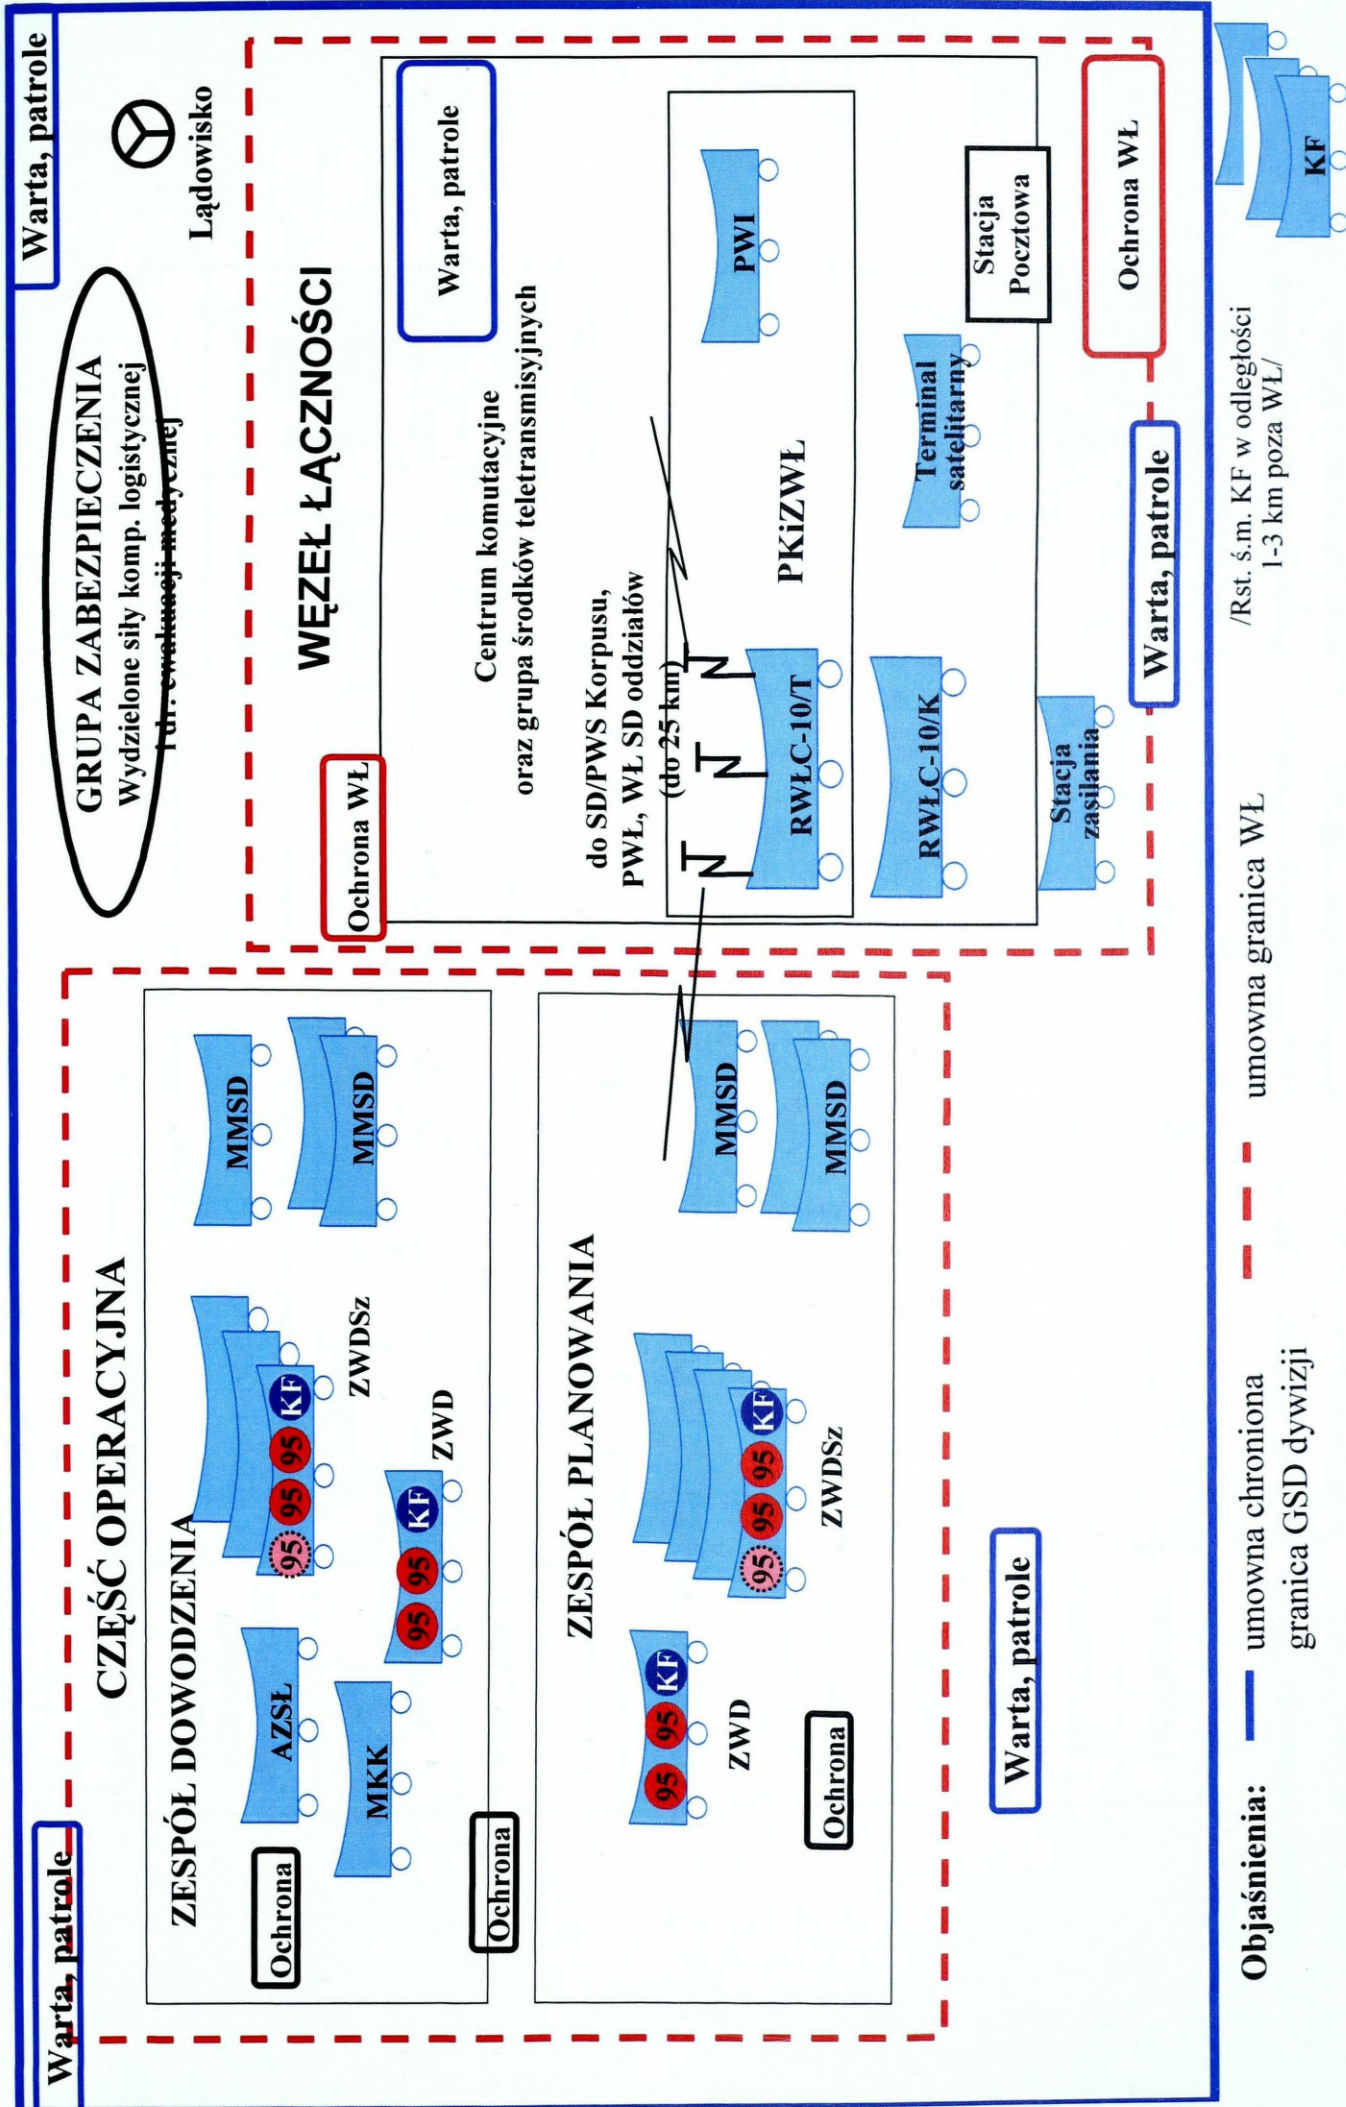 Warta, patrole
GRUPA ZABEZPIECZENIA
Wydzielone siły komp. logistycznej
i dr. ewakuacji medycznej
Lądowisko
Warta, patrole
CZĘŚĆ OPERACYJNA
ZESPÓŁ DOWODZENIA
Ochrona
AZSŁ
MKK
95
95
95
KF
ZWDSz
95
95
KF
ZWD
MMSD
MMSD
Ochrona
ZESPÓŁ PLANOWANIA
95
95
KF
ZWD
Ochrona
95
95
95
KF
ZWDSz
MMSD
MMSD
Warta, patrole
WĘZEŁ ŁĄCZNOŚCI
Ochrona WŁ
Warta, patrole
Centrum komutacyjne
oraz grupa środków teletransmisyjnych
do SD/PWS Korpusu,
PWŁ, WŁ SD oddziałów
(do 25 km)
RWŁC-10/T
PKiZWŁ
PWI
RWŁC-10/K
Terminal
satelitarny
Stacja
Pocztowa
Stacja
zasilania
Ochrona WŁ
Warta, patrole
Objaśnienia:
umowna chroniona
granica GSD dywizji
umowna granica WŁ
/Rst. ś.m. KF w odległości
1-3 km poza WŁ/
KF